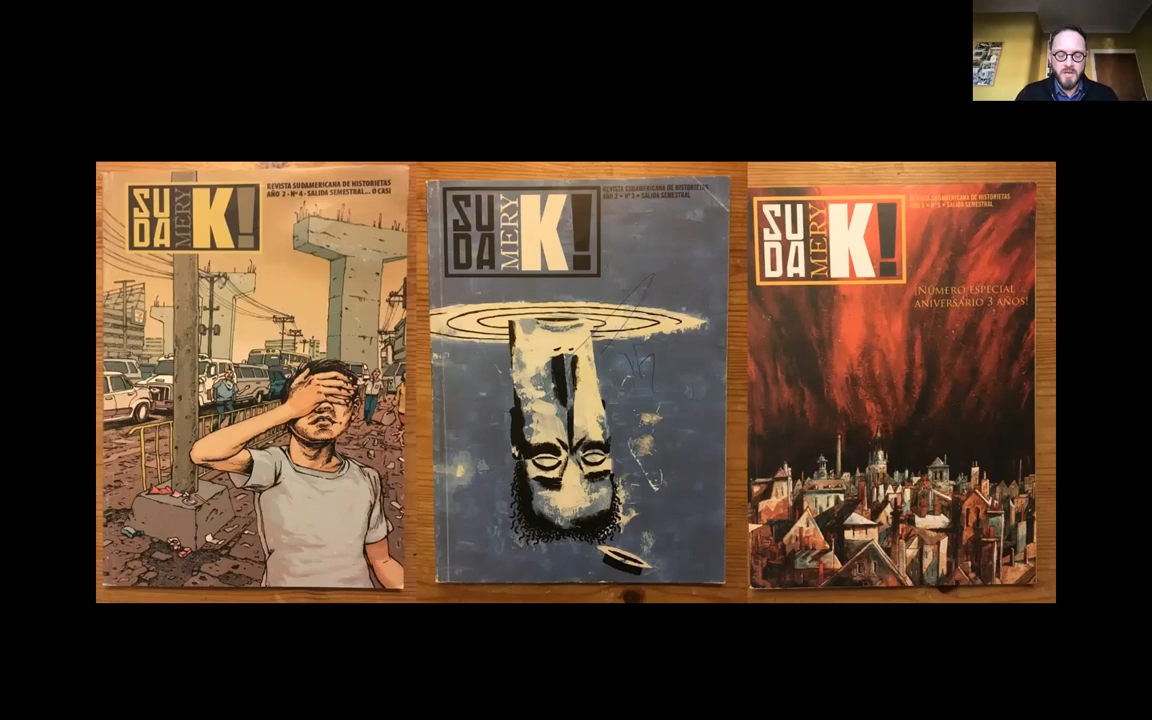 SU
DA
MERY
K!
REVISTA SUDAMERICANA DE HISTORIETAS
AÑO 2 - Nº 4 - SALIDA SEMESTRAL... O CASI
SU
DA
MERY
K!
REVISTA SUDAMERICANA DE HISTORIETAS
AÑO 2 • Nº 3 • SALIDA SEMESTRAL
SU
DA
MERY
K!
REVISTA SUDAMERICANA DE HISTORIETAS
SALIDA SEMESTRAL
¡NÚMERO ESPECIAL
ANIVERSARIO 3 AÑOS!